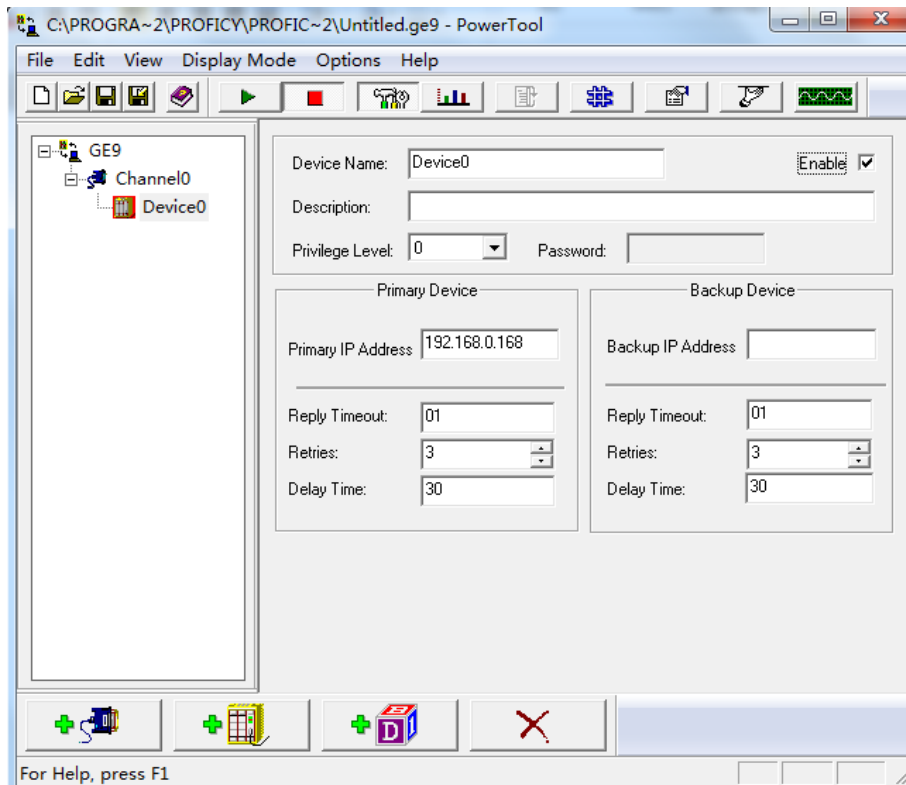 C:\PROGRA~2\PROFICY\PROFIC~2\Untitled.ge9 - PowerTool
File Edit View Display Mode Options Help
GE9
Channel0
Device0
Device Name: Device0 Enable
Description:
Privilege Level: 0 Password:
Primary Device Backup Device
Primary IP Address 192.168.0.168 Backup IP Address
Reply Timeout: 01 Reply Timeout: 01
Retries: 3 Retries: 3
Delay Time: 30 Delay Time: 30
D 1
For Help, press F1